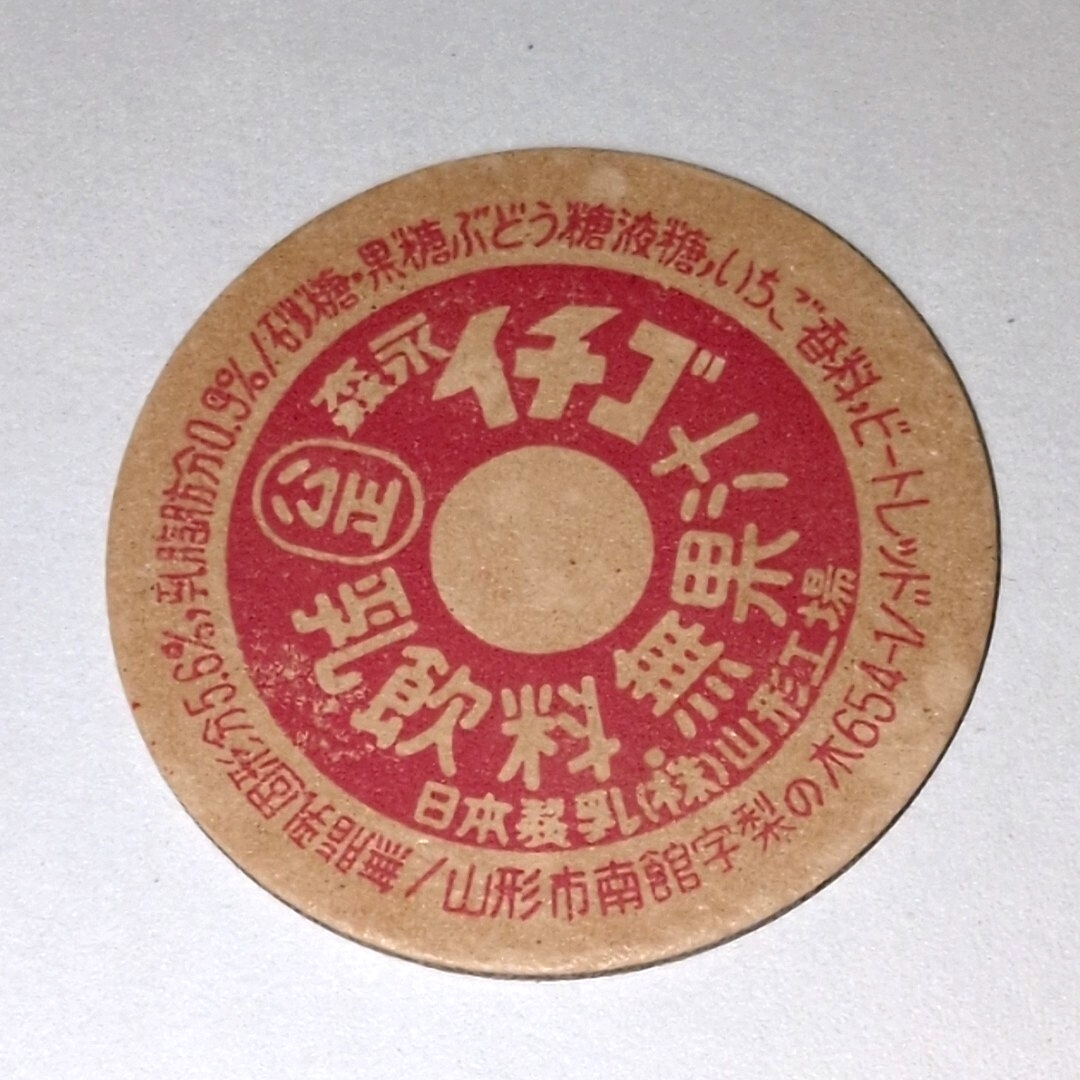 無脂乳固形分5.6%,乳脂肪分0.9%/砂糖・果糖ぶどう糖液糖,いちご香料,ビートレッド
/山形市南館字梨の木654-1
森永イチゴ
公正
乳飲料・無果汁
日本製乳(株)山形工場